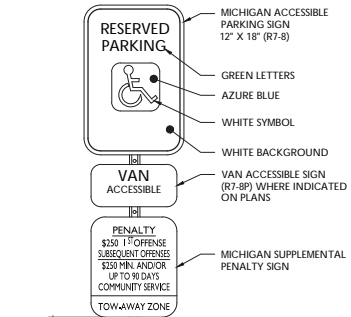 RESERVED
PARKING
VAN
ACCESSIBLE
PENALTY
$250 1ST OFFENSE
SUBSEQUENT OFFENSES
$250 MIN. AND/OR
UP TO 90 DAYS
COMMUNITY SERVICE
TOW-AWAY ZONE
MICHIGAN ACCESSIBLE
PARKING SIGN
12" X 18" (R7-8)
GREEN LETTERS
AZURE BLUE
WHITE SYMBOL
WHITE BACKGROUND
VAN ACCESSIBLE SIGN
(R7-8P) WHERE INDICATED
ON PLANS
MICHIGAN SUPPLEMENTAL
PENALTY SIGN